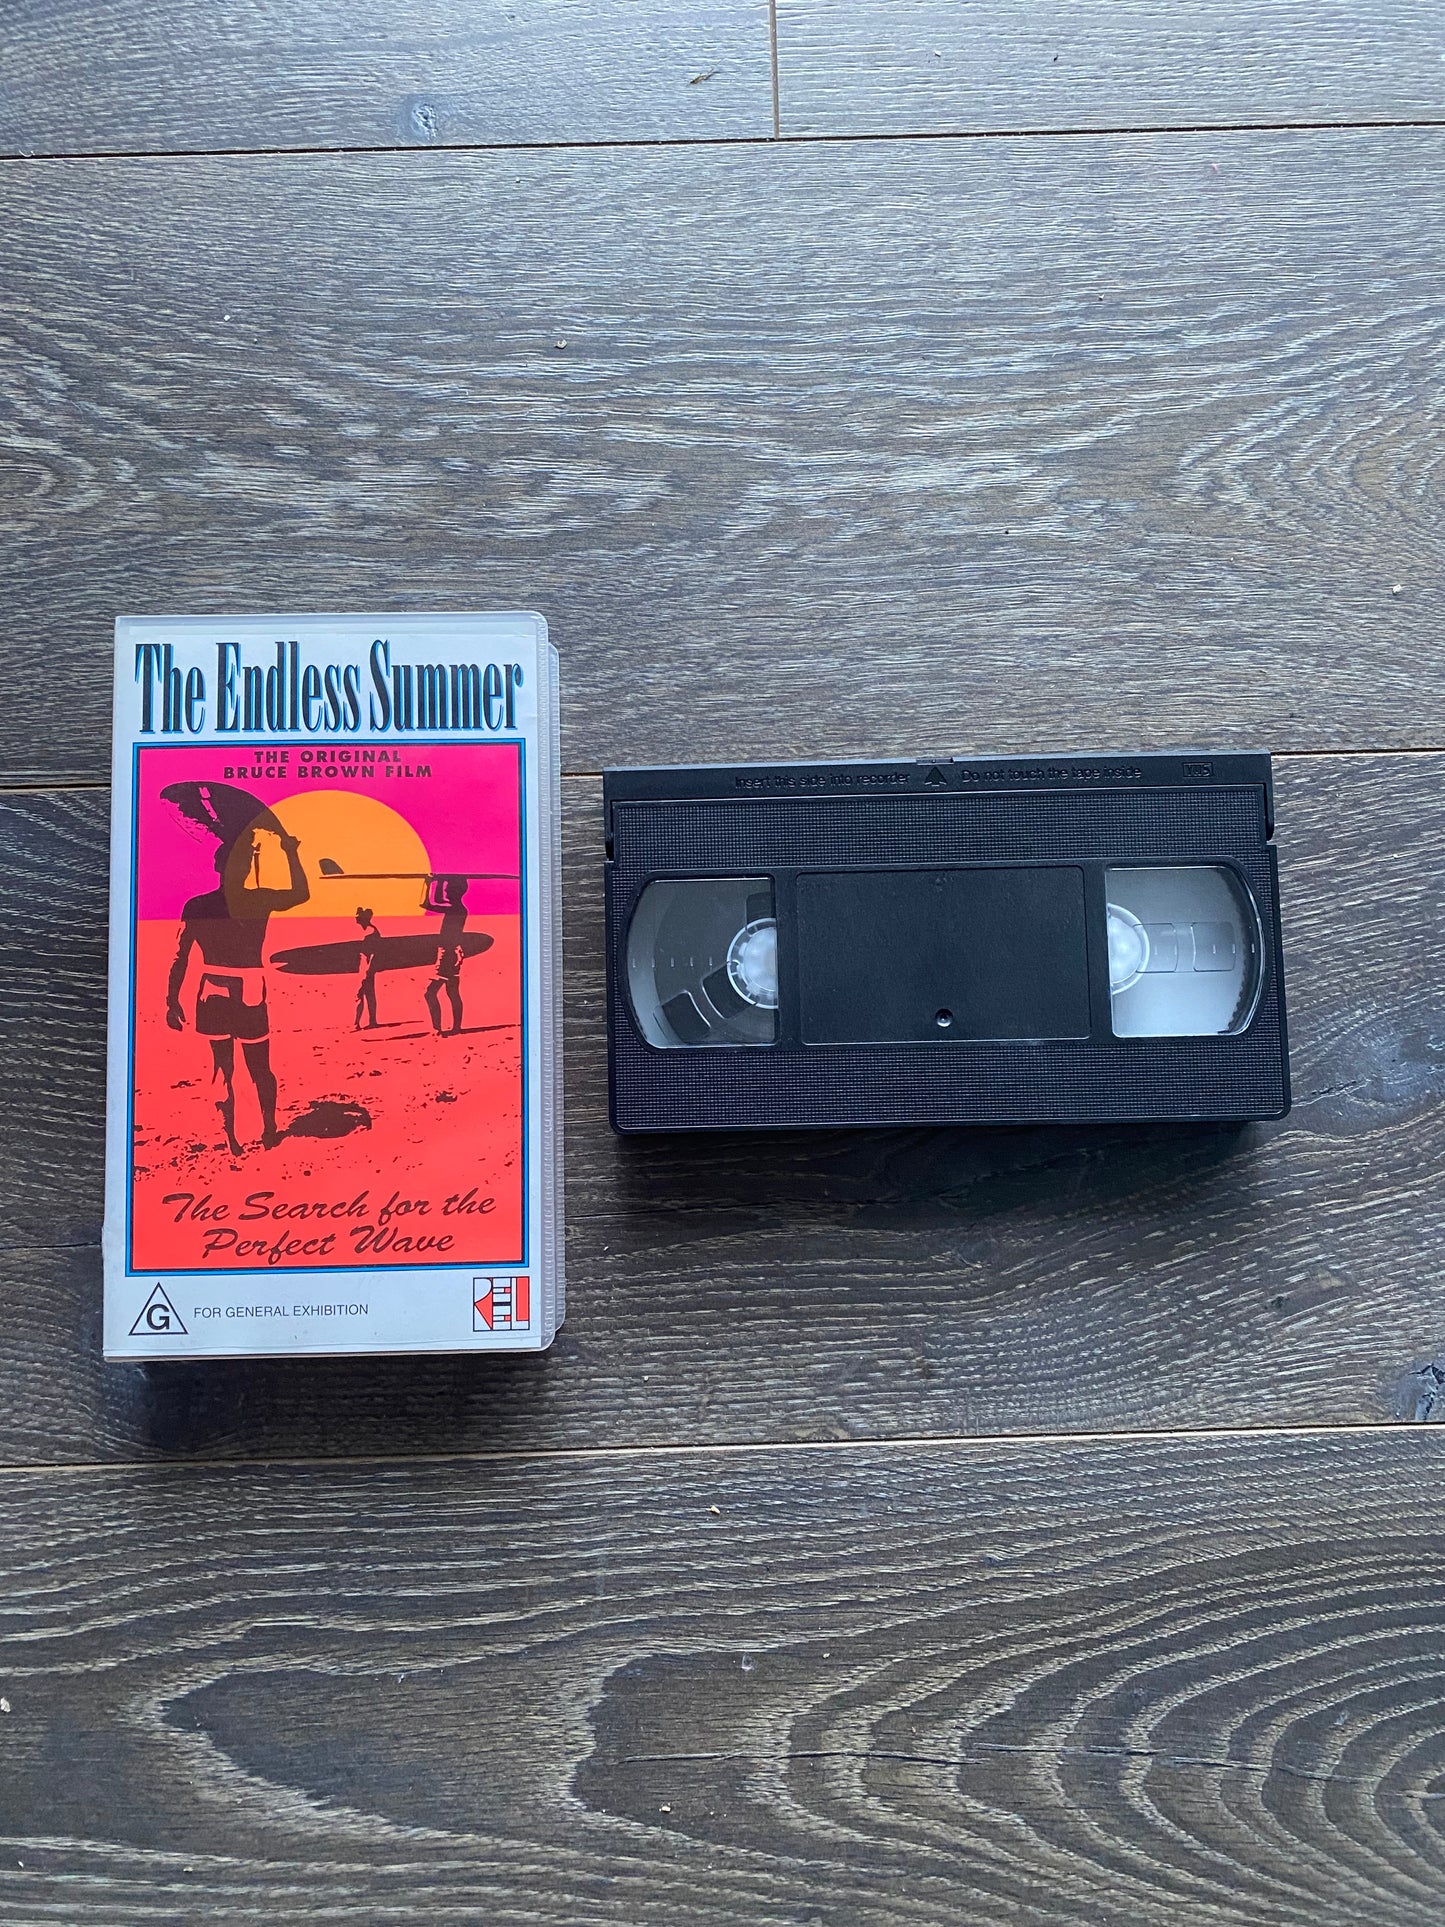 The Endless Summer
THE ORIGINAL
BRUCE BROWN FILM
The Search for the
Perfect Wave
G FOR GENERAL EXHIBITION
REEL
Insert this side into recorder Do not touch the tape inside VHS